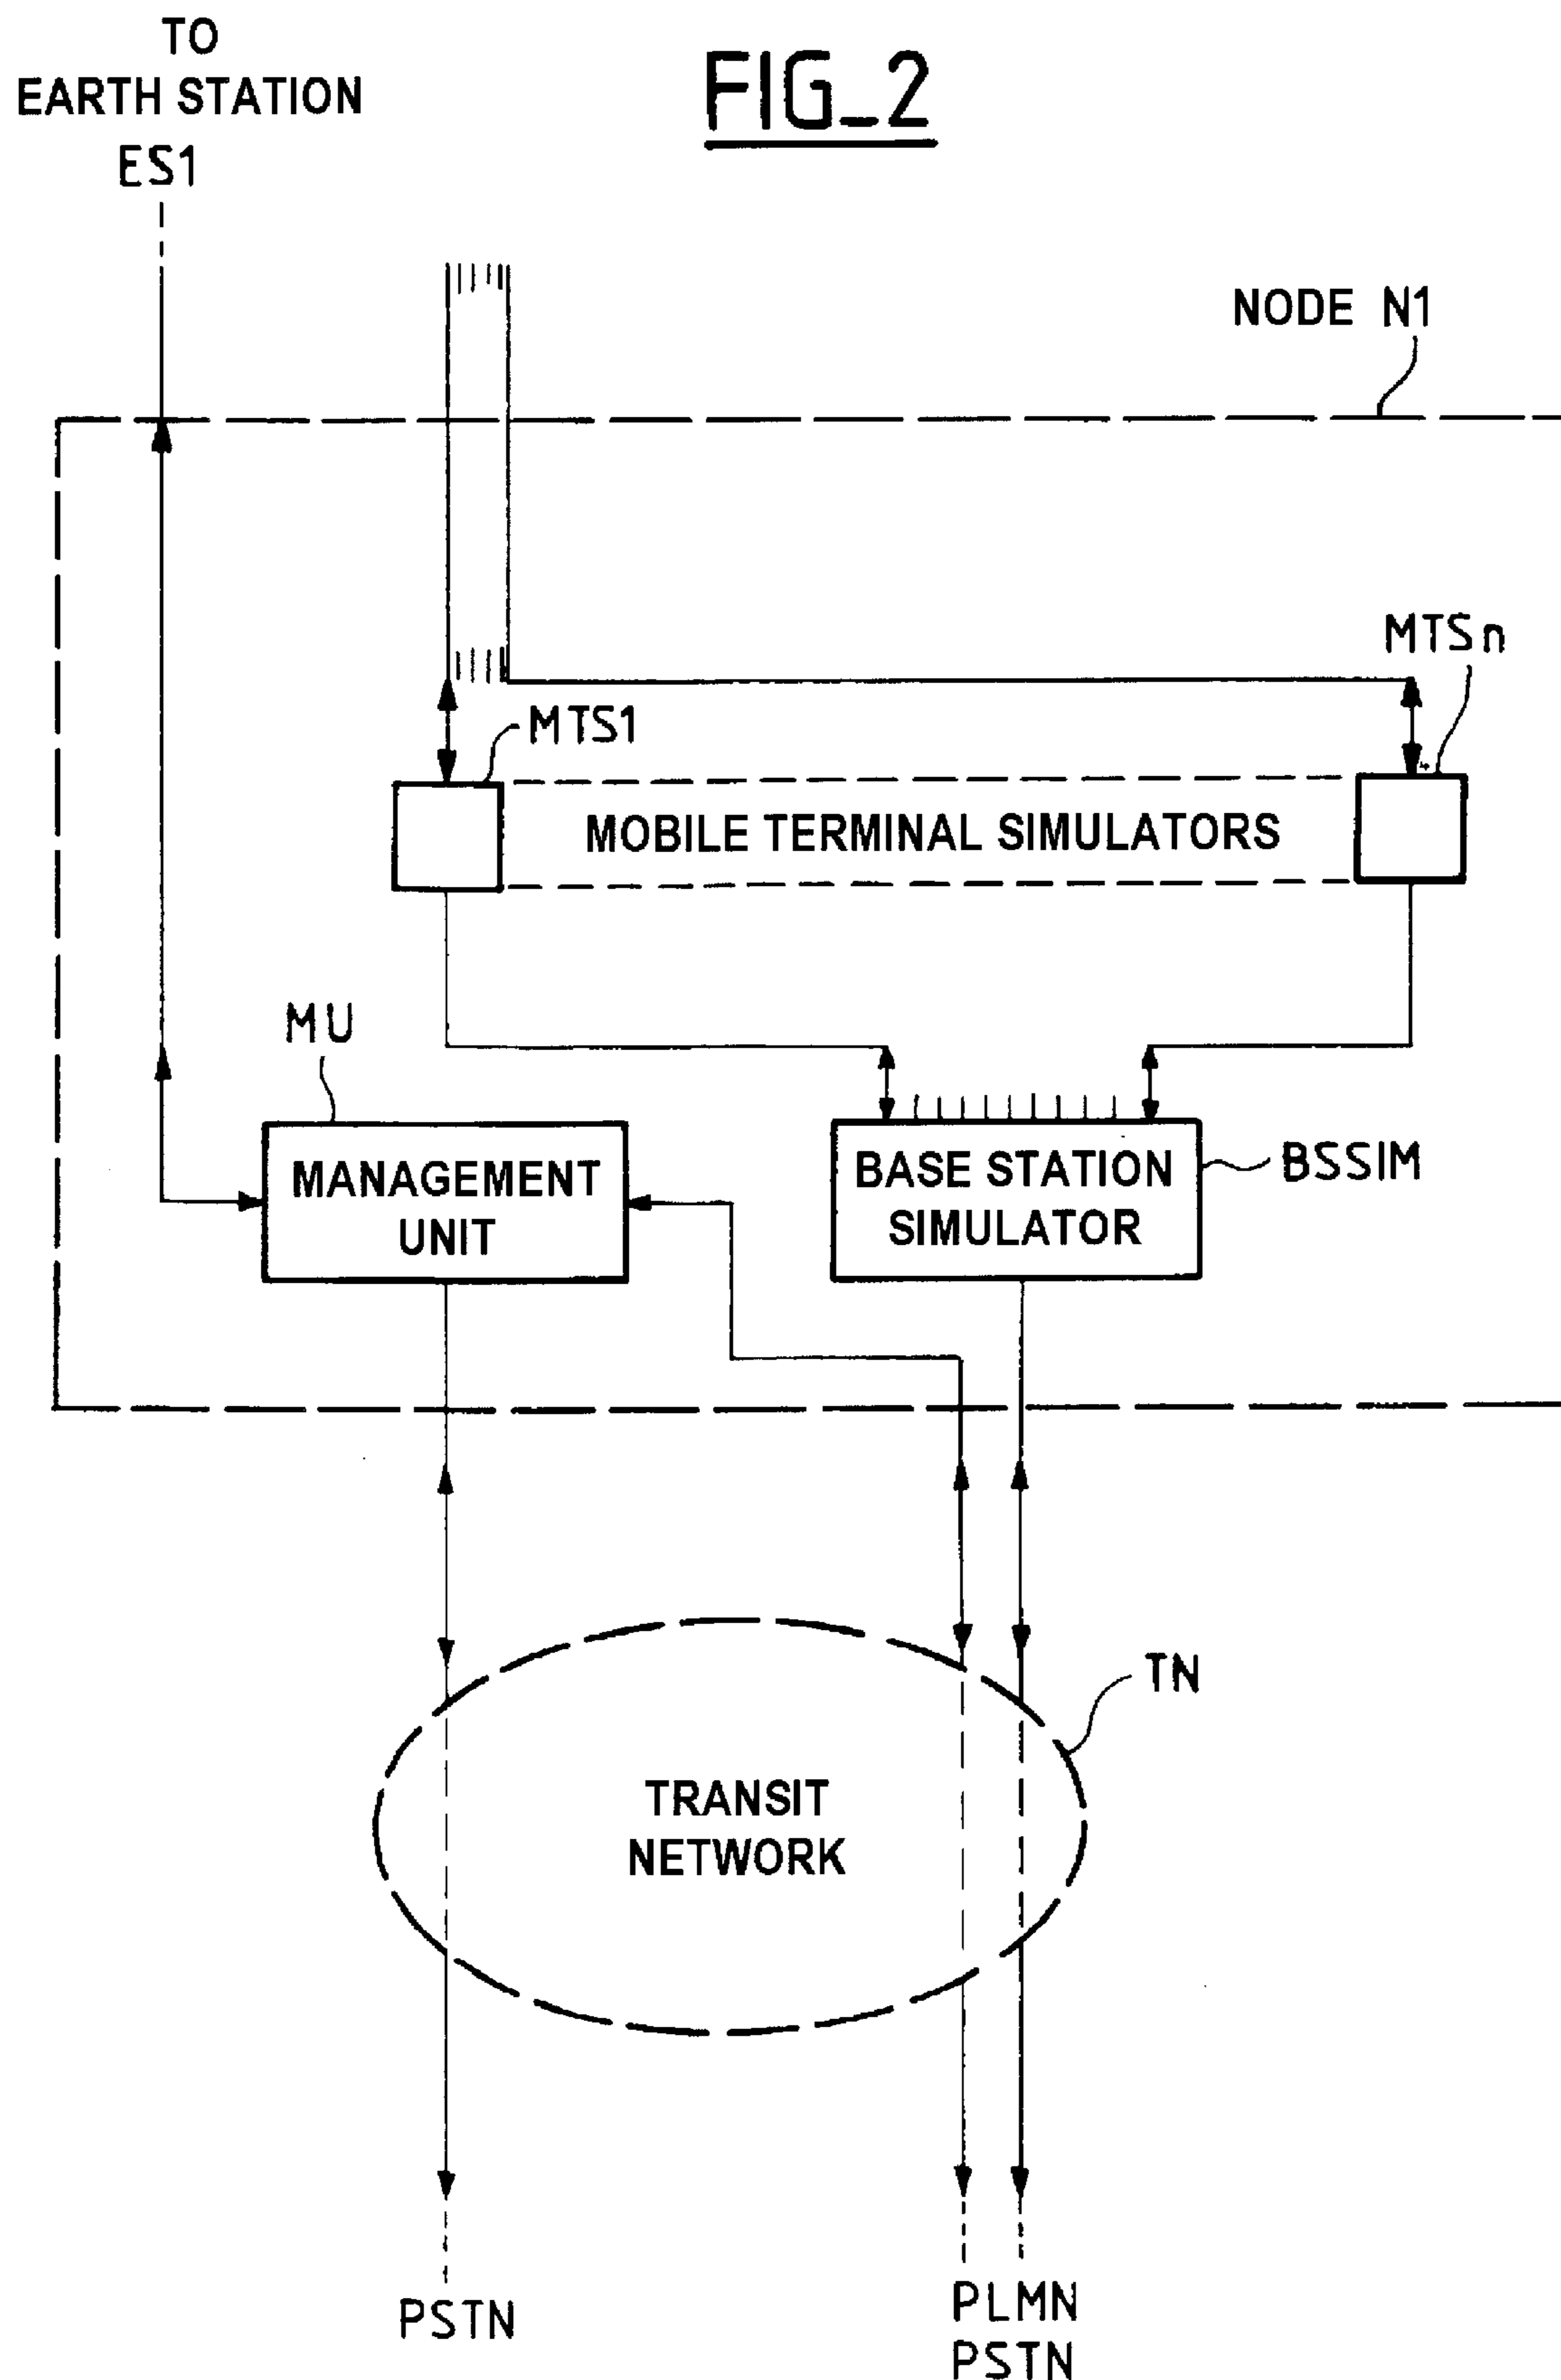 TO
EARTH STATION
ES1
FIG_2
NODE N1
MTSn
MTS1
MOBILE TERMINAL SIMULATORS
MU
MANAGEMENT
UNIT
BASE STATION
SIMULATOR
BSSIM
TN
TRANSIT
NETWORK
PSTN
PLMN
PSTN